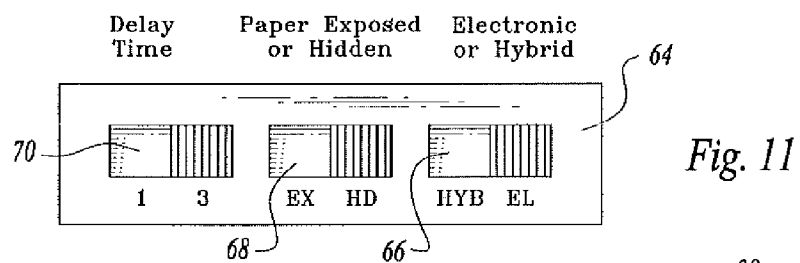 Delay Time
Paper Exposed or Hidden
Electronic or Hybrid
64
70
1 3
EX HD
HYB EL
68
66
Fig. 11